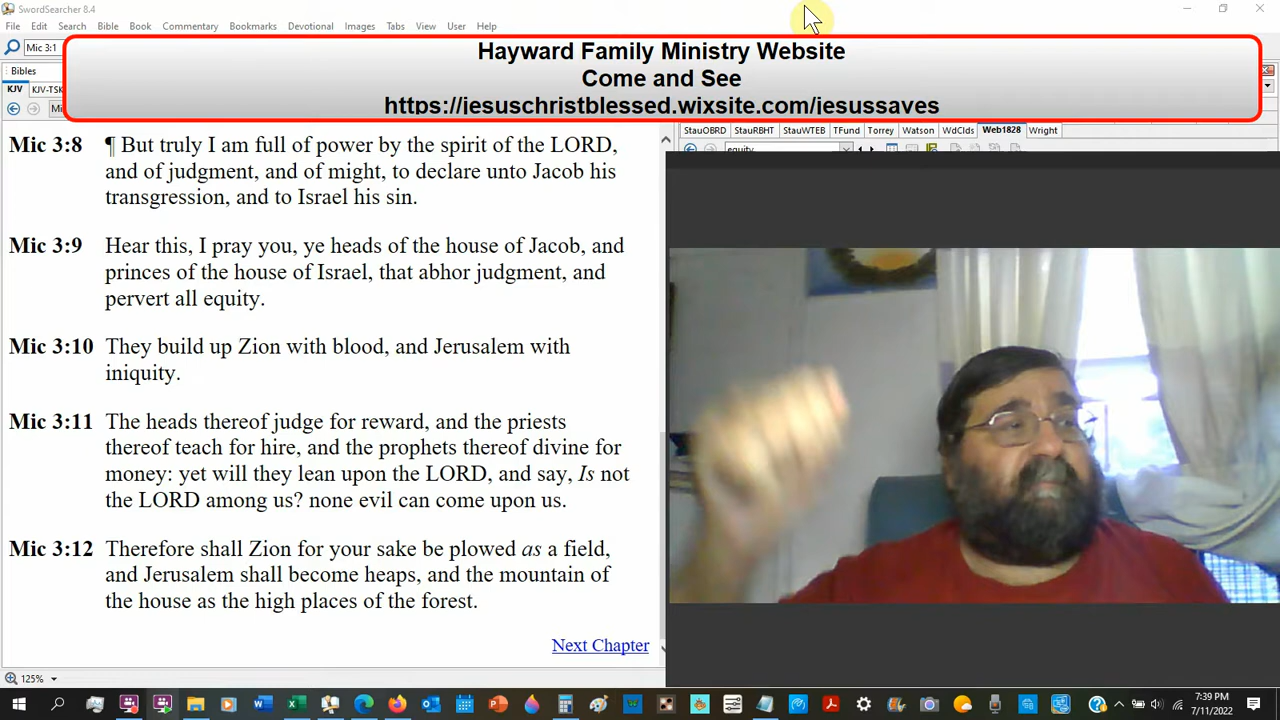 SwordSearcher 8.4
File Edit Search Bible Book Commentary Bookmarks Devotional Images Tabs View User Help
Mic 3:1
Hayward Family Ministry Website
Come and See
https://jesuschristblessed.wixsite.com/jesussaves
Bibles
KJV KJV-TSK
StauOBRD StauRBHT StauWTEB TFund Torrey Watson WdClds Web1828 Wright
equity
Mic 3:8 ¶ But truly I am full of power by the spirit of the LORD,
and of judgment, and of might, to declare unto Jacob his
transgression, and to Israel his sin.
Mic 3:9 Hear this, I pray you, ye heads of the house of Jacob, and
princes of the house of Israel, that abhor judgment, and
pervert all equity.
Mic 3:10 They build up Zion with blood, and Jerusalem with
iniquity.
Mic 3:11 The heads thereof judge for reward, and the priests
thereof teach for hire, and the prophets thereof divine for
money: yet will they lean upon the LORD, and say, Is not
the LORD among us? none evil can come upon us.
Mic 3:12 Therefore shall Zion for your sake be plowed as a field,
and Jerusalem shall become heaps, and the mountain of
the house as the high places of the forest.
Next Chapter
125%
7:39 PM
7/11/2022